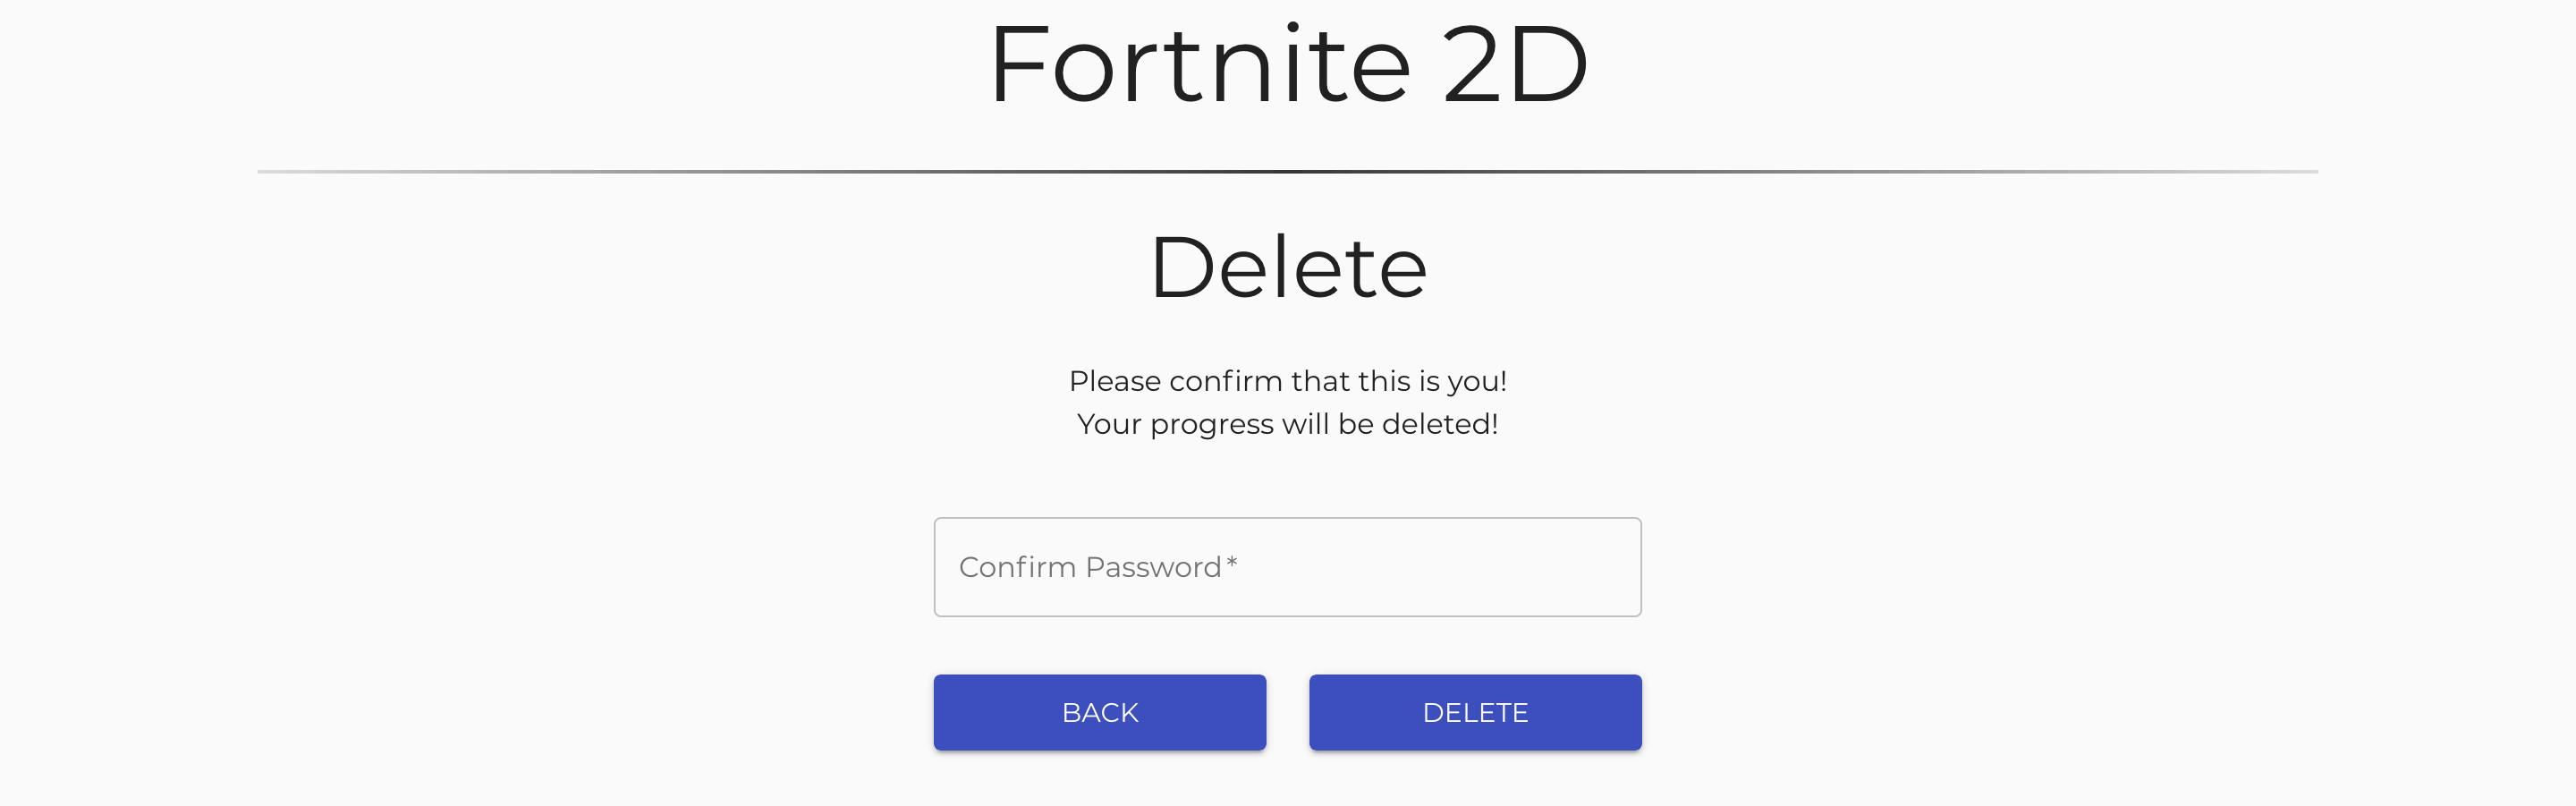 Fortnite 2D
Delete
Please confirm that this is you!
Your progress will be deleted!
Confirm Password *
BACK
DELETE